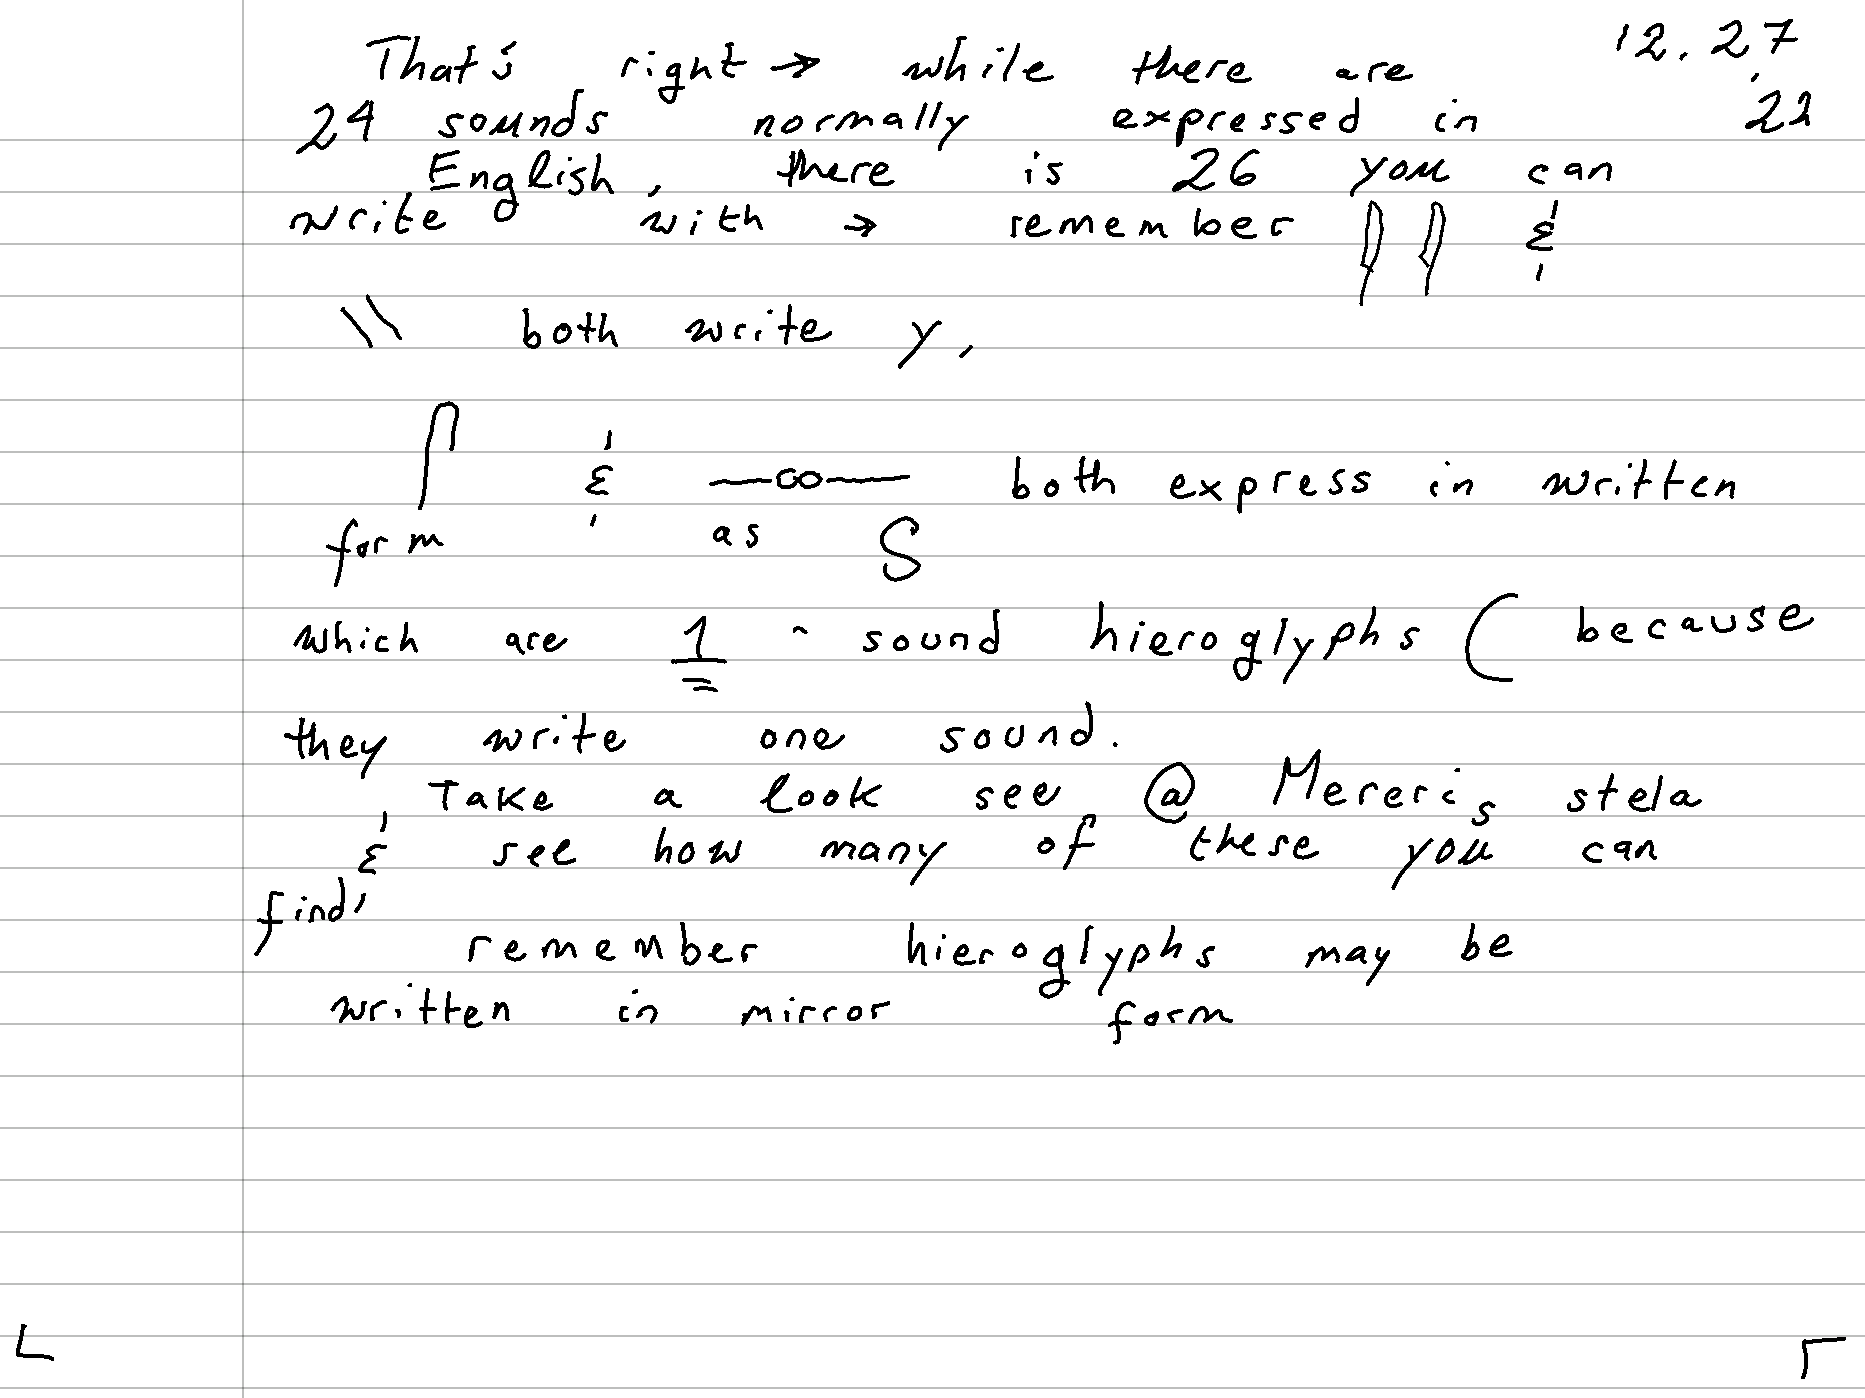 That's right → while there are 12.27
24 sounds normally expressed in '22
English, there is 26 you can
write with → remember 𓇋𓇋 &
\\ both write y,
𓋴 & 𓊃 both express in written
form as S
which are 1-sound hieroglyphs ( because
they write one sound.
Take a look see @ Mereri's stela
& see how many of these you can
find,
remember hieroglyphs may be
written in mirror form